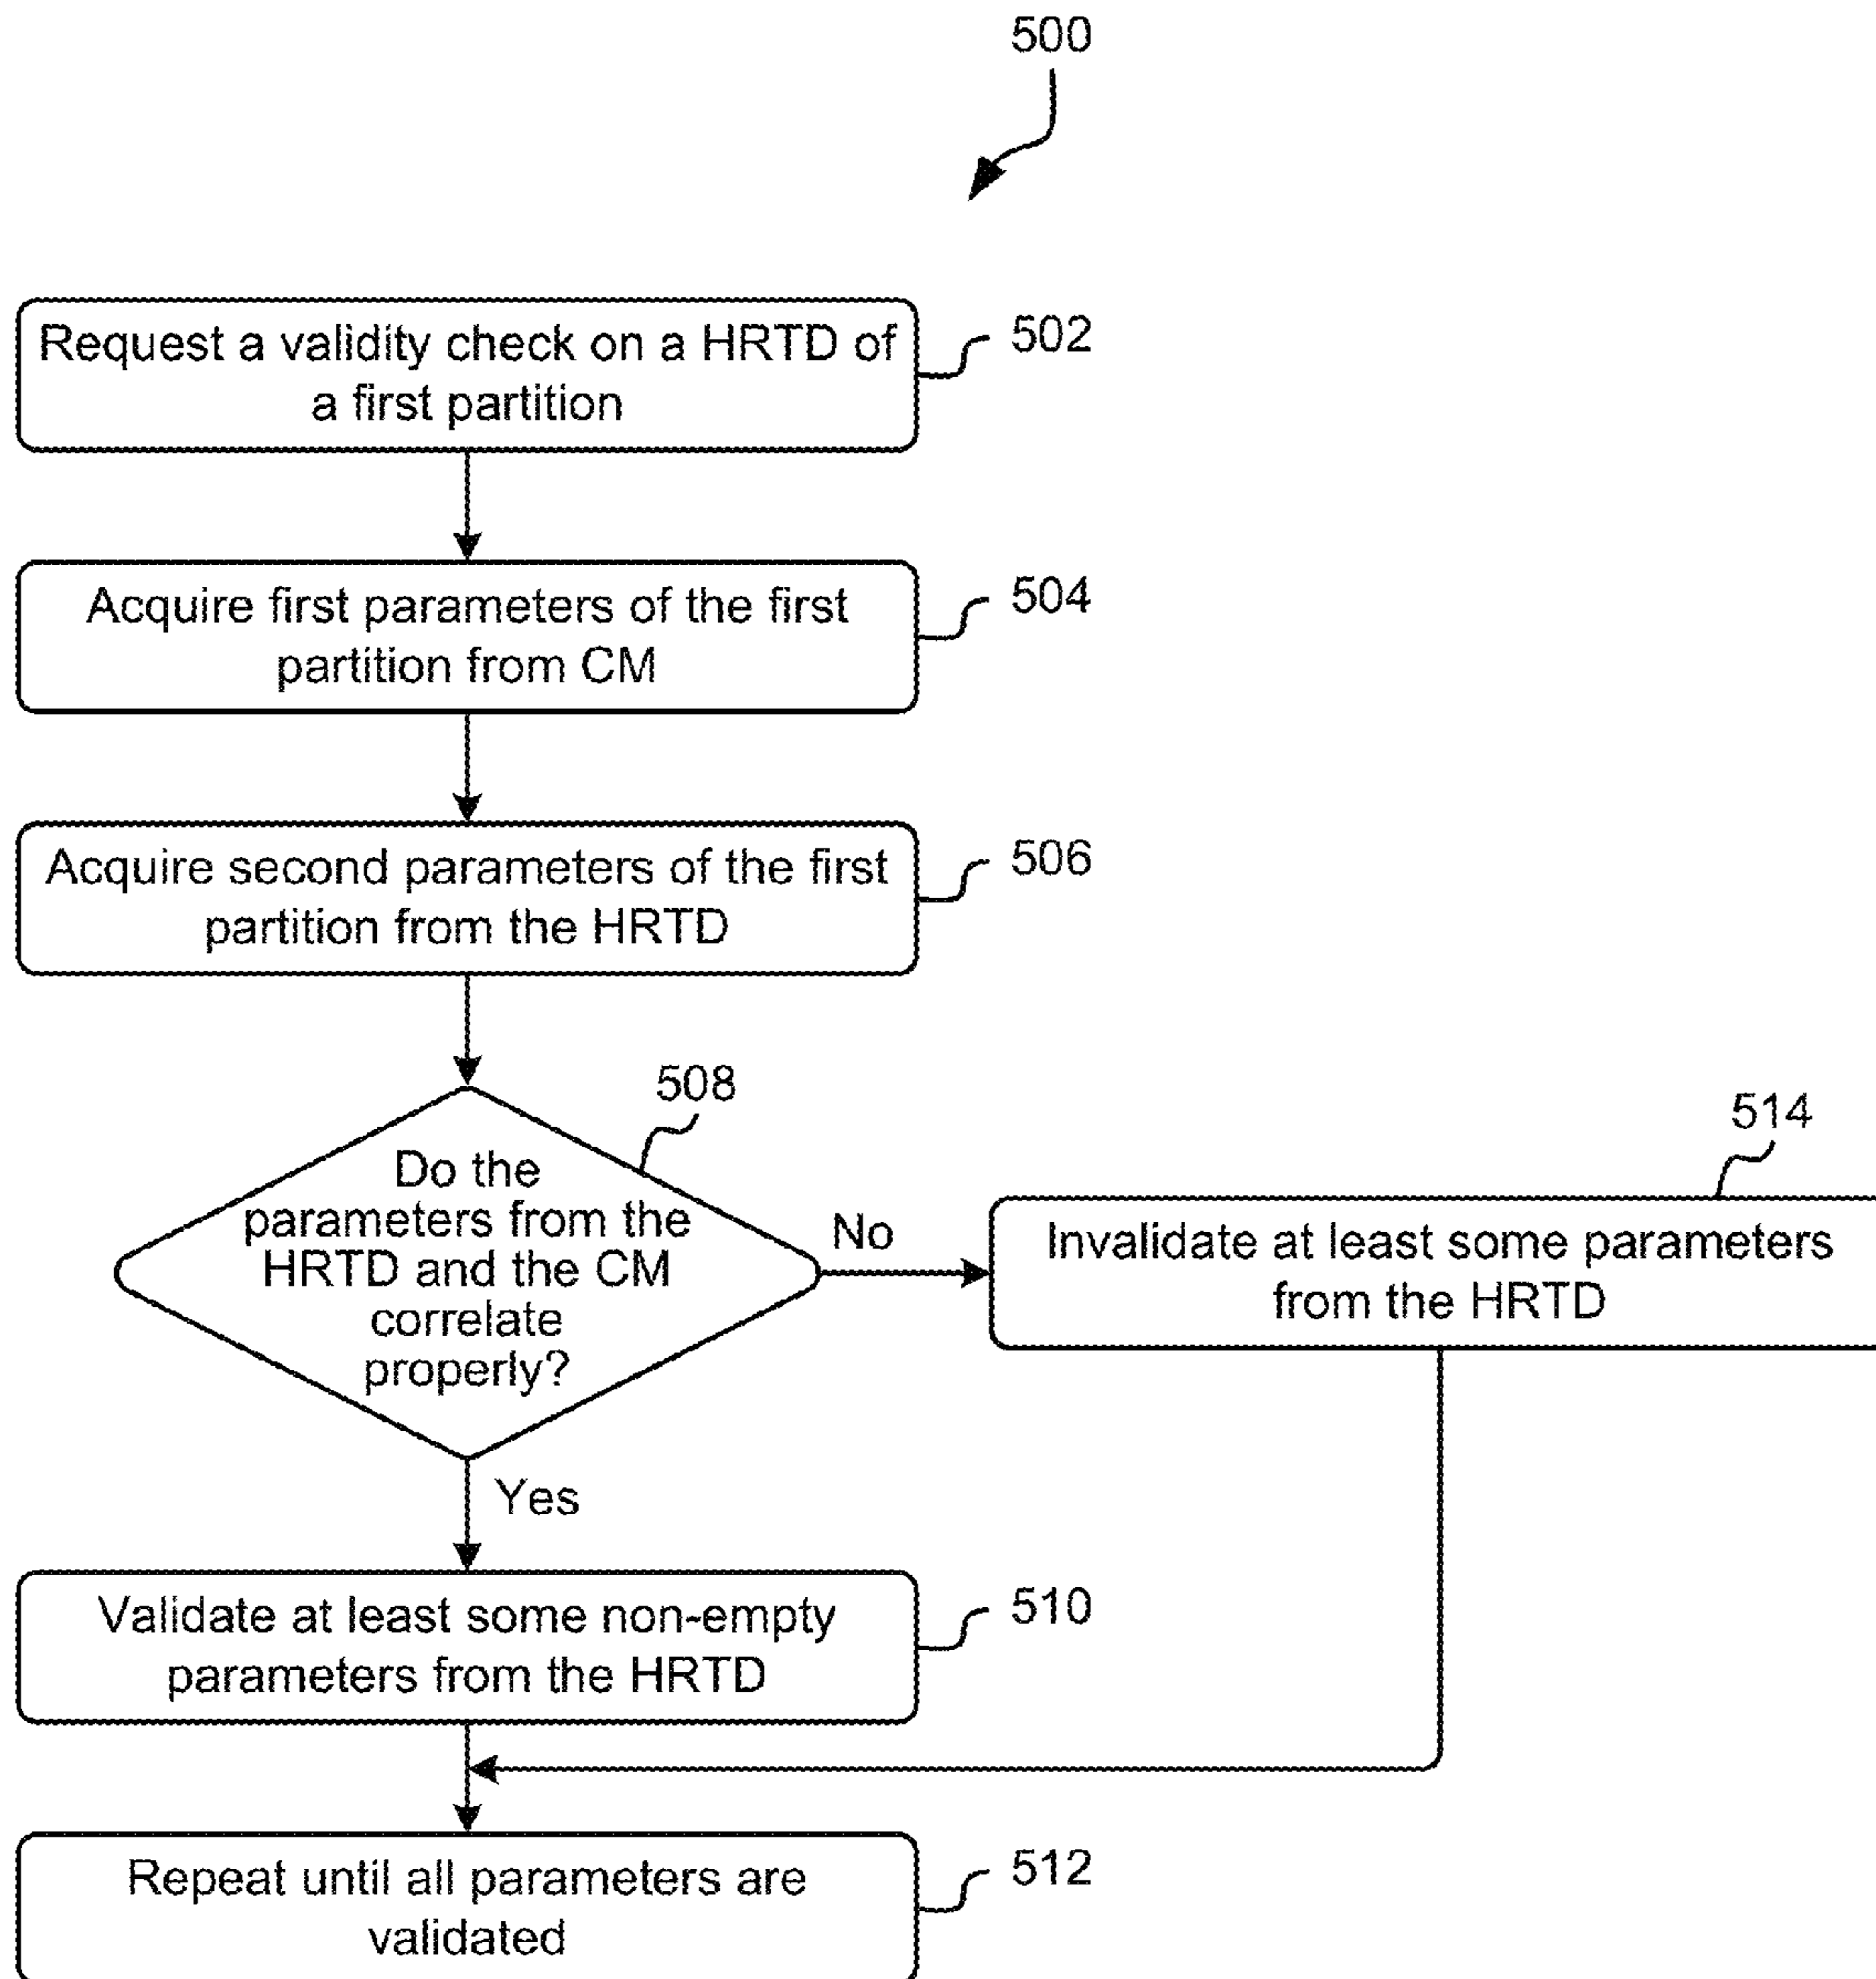 500
Request a validity check on a HRTD of
a first partition
502
Acquire first parameters of the first
partition from CM
504
Acquire second parameters of the first
partition from the HRTD
506
508
Do the
parameters from the
HRTD and the CM
correlate
properly?
No
514
Invalidate at least some parameters
from the HRTD
Yes
Validate at least some non-empty
parameters from the HRTD
510
Repeat until all parameters are
validated
512